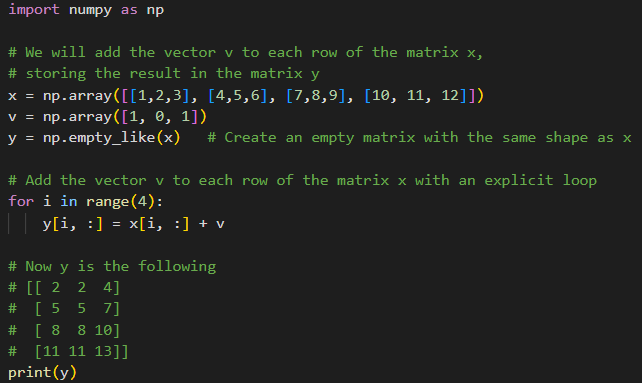 import numpy as np

# We will add the vector v to each row of the matrix x,
# storing the result in the matrix y
x = np.array([[1,2,3], [4,5,6], [7,8,9], [10, 11, 12]])
v = np.array([1, 0, 1])
y = np.empty_like(x)   # Create an empty matrix with the same shape as x

# Add the vector v to each row of the matrix x with an explicit loop
for i in range(4):
    y[i, :] = x[i, :] + v

# Now y is the following
# [[ 2  2  4]
#  [ 5  5  7]
#  [ 8  8 10]
#  [11 11 13]]
print(y)